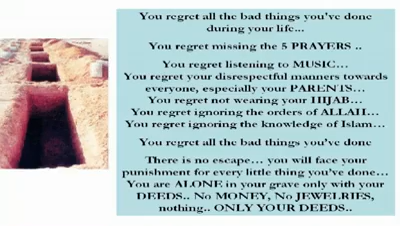 You regret all the bad things you've done
during your life...
You regret missing the 5 PRAYERS ..
You regret listening to MUSIC...
You regret your disrespectful manners towards
everyone, especially your PARENTS...
You regret not wearing your HIJAB...
You regret ignoring the orders of ALLAH...
You regret ignoring the knowledge of Islam...
You regret all the bad things you've done
There is no escape... you will face your
punishment for every little thing you've done...
You are ALONE in your grave only with your
DEEDS.. No MONEY, No JEWELRIES,
nothing.. ONLY YOUR DEEDS..